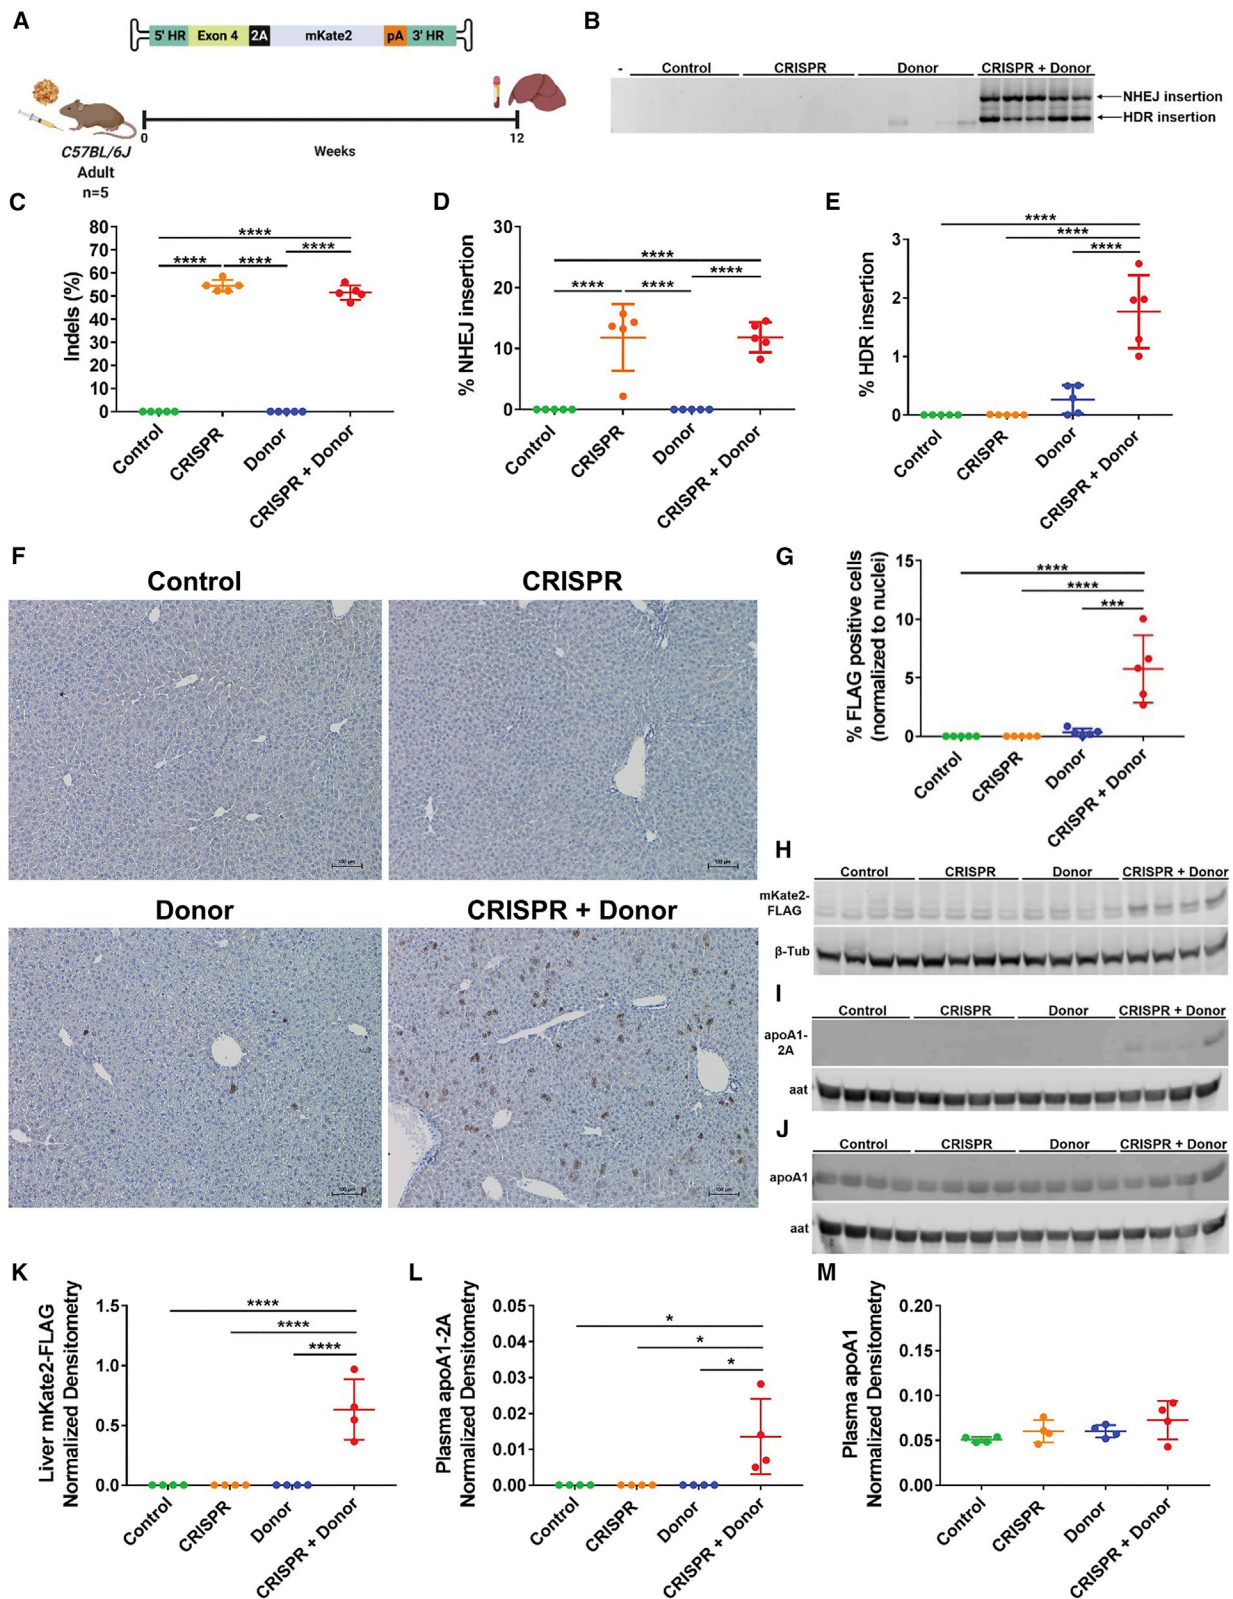 A
5' HR Exon 4 2A mKate2 pA 3' HR
0
12
Weeks
C57BL/6J
Adult
n=5
B
- Control CRISPR Donor CRISPR + Donor
NHEJ insertion
HDR insertion
C
Indels (%)
80
70
60
50
40
30
20
10
0
****
****
**** ****
Control
CRISPR
Donor
CRISPR + Donor
D
% NHEJ insertion
30
20
10
0
****
****
**** ****
Control
CRISPR
Donor
CRISPR + Donor
E
% HDR insertion
3
2
1
0
****
****
****
Control
CRISPR
Donor
CRISPR + Donor
F
Control
CRISPR
100 µm
100 µm
Donor
CRISPR + Donor
100 µm
100 µm
G
% FLAG positive cells
(normalized to nuclei)
15
10
5
0
****
****
***
Control
CRISPR
Donor
CRISPR + Donor
H
Control CRISPR Donor CRISPR + Donor
mKate2-
FLAG
β-Tub
I
Control CRISPR Donor CRISPR + Donor
apoA1-
2A
aat
J
Control CRISPR Donor CRISPR + Donor
apoA1
aat
K
Liver mKate2-FLAG
Normalized Densitometry
1.5
1.0
0.5
0.0
****
****
****
Control
CRISPR
Donor
CRISPR + Donor
L
Plasma apoA1-2A
Normalized Densitometry
0.05
0.04
0.03
0.02
0.01
0.00
*
*
*
Control
CRISPR
Donor
CRISPR + Donor
M
Plasma apoA1
Normalized Densitometry
0.20
0.15
0.10
0.05
0.00
Control
CRISPR
Donor
CRISPR + Donor